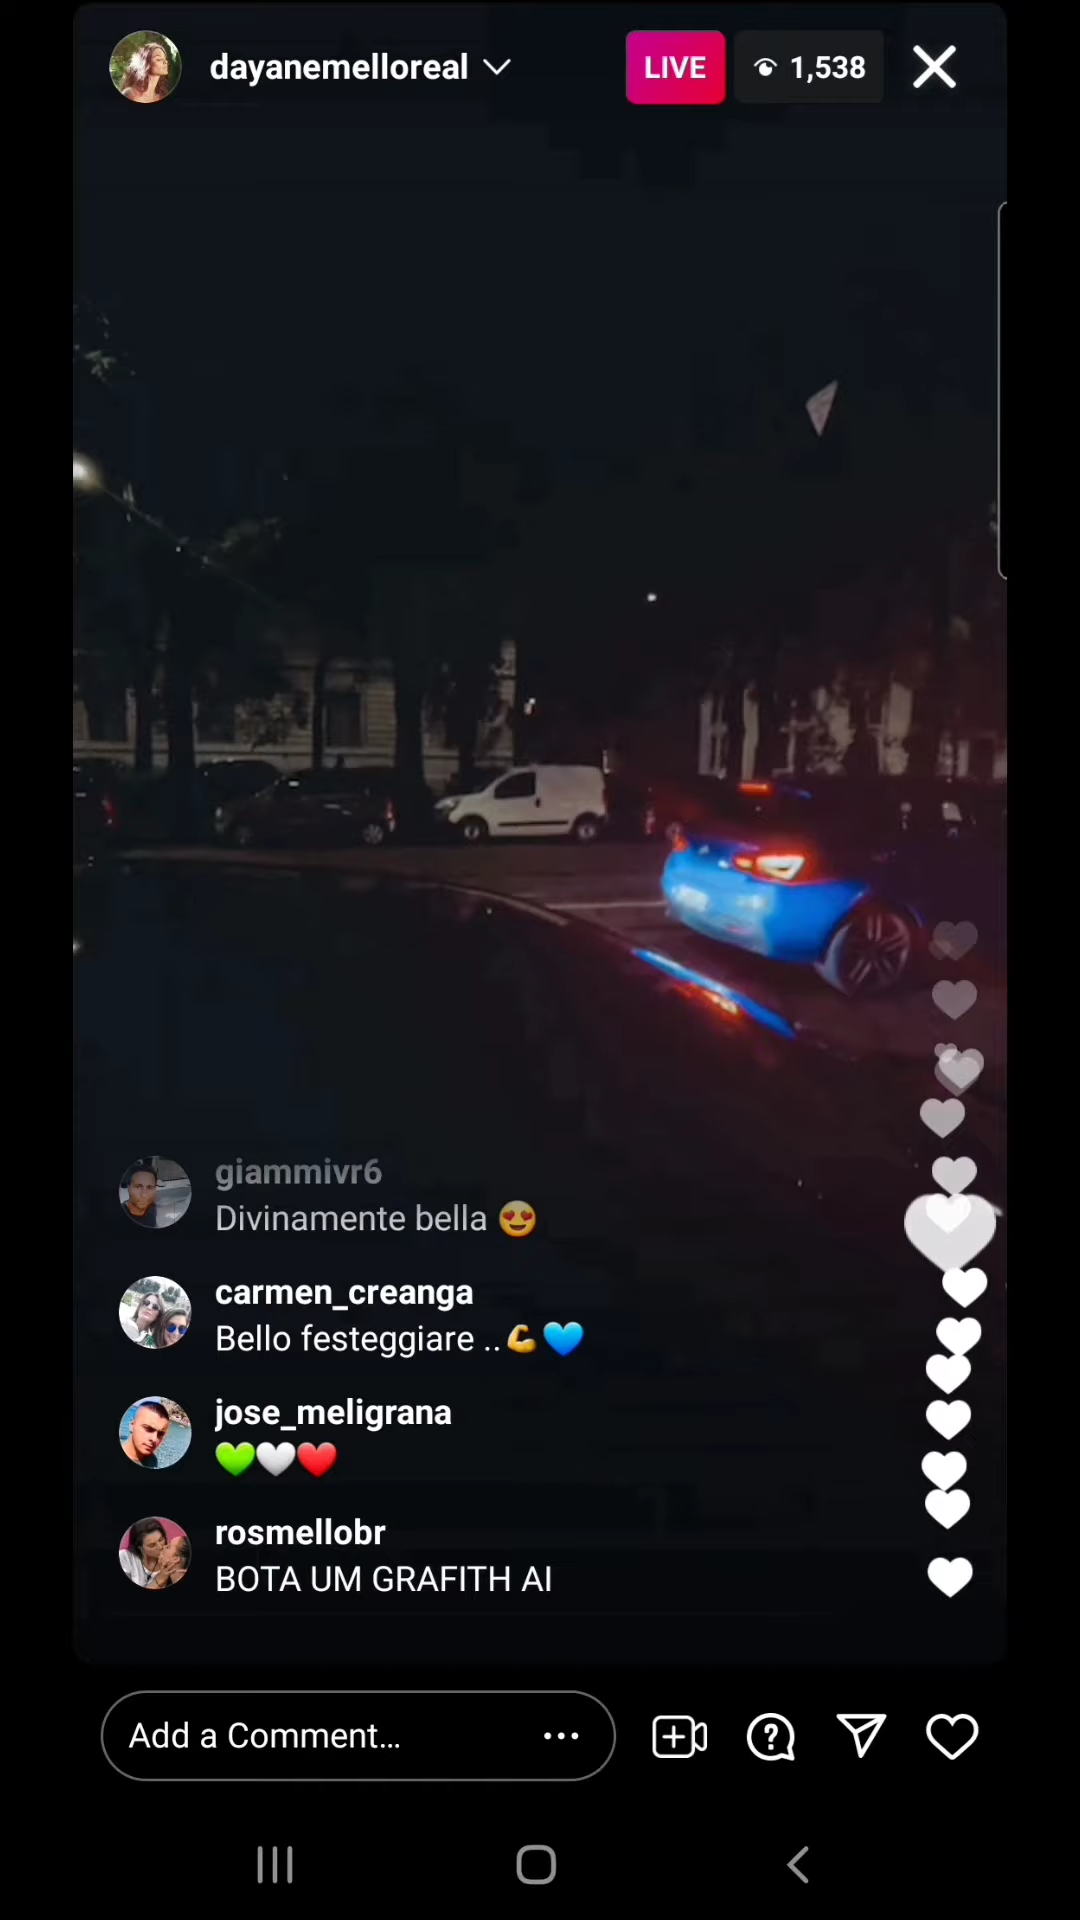 dayanemelloreal
LIVE
1,538
giammivr6
Divinamente bella 😍
carmen_creanga
Bello festeggiare ..💪💙
jose_meligrana
💚🤍❤️
rosmellobr
BOTA UM GRAFITH AI
Add a Comment...